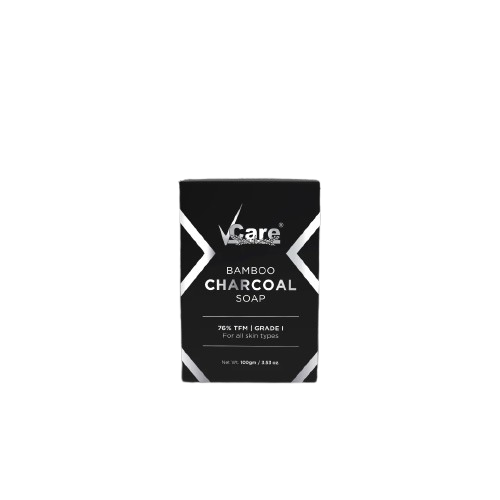 VCare®
BAMBOO
CHARCOAL
SOAP
76% TFM | GRADE I
For all skin types
Net. Wt. 100gm / 3.53 oz.